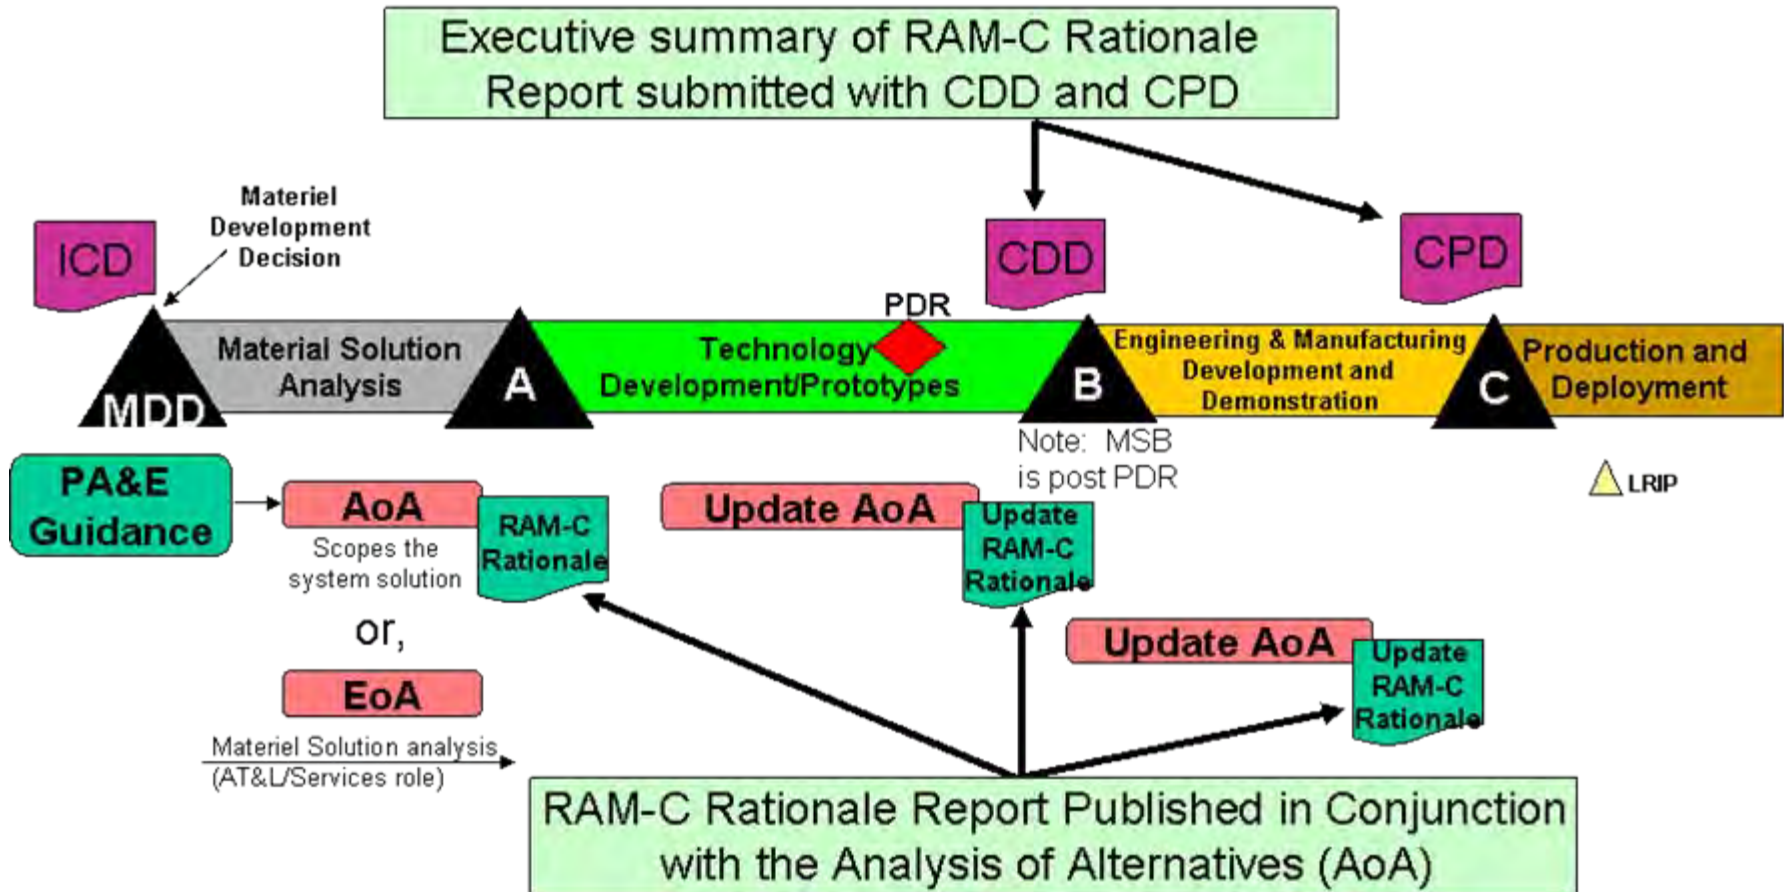 Executive summary of RAM-C Rationale
Report submitted with CDD and CPD
Materiel
Development
Decision
ICD
CDD
CPD
PDR
MDD
Material Solution
Analysis
A
Technology
Development/Prototypes
B
Engineering & Manufacturing
Development and
Demonstration
C
Production and
Deployment
Note: MSB
is post PDR
LRIP
PA&E
Guidance
AoA
Scopes the
system solution
RAM-C
Rationale
or,
EoA
Materiel Solution analysis
(AT&L/Services role)
Update AoA
Update
RAM-C
Rationale
Update AoA
Update
RAM-C
Rationale
RAM-C Rationale Report Published in Conjunction
with the Analysis of Alternatives (AoA)